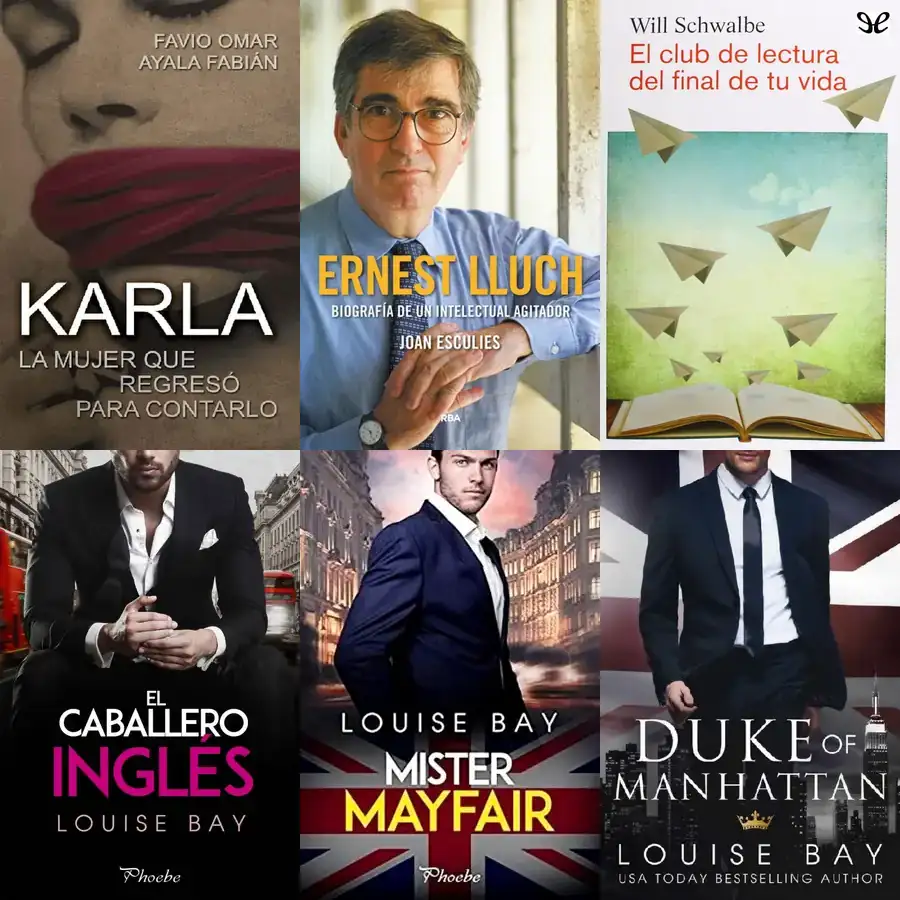 FAVIO OMAR
AYALA FABIÁN
KARLA
LA MUJER QUE
REGRESÓ
PARA CONTARLO
ERNEST LLUCH
BIOGRAFÍA DE UN INTELECTUAL AGITADOR
JOAN ESCULIES
RBA
Will Schwalbe
El club de lectura
del final de tu vida
EL
CABALLERO
INGLÉS
LOUISE BAY
Phoebe
LOUISE BAY
MISTER
MAYFAIR
Phoebe
DUKE OF
MANHATTAN
LOUISE BAY
USA TODAY BESTSELLING AUTHOR